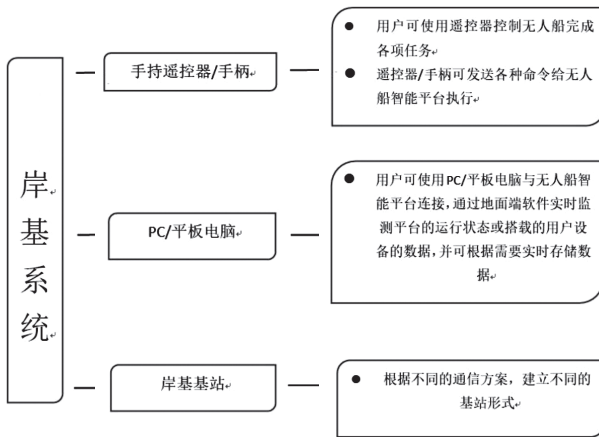 岸
基
系
统
手持遥控器/手柄
● 用户可使用遥控器控制无人船完成
各项任务
● 遥控器/手柄可发送各种命令给无人
船智能平台执行
PC/平板电脑
● 用户可使用PC/平板电脑与无人船智
能平台连接，通过地面端软件实时监
测平台的运行状态或搭载的用户设
备的数据，并可根据需要实时存储数
据
岸基基站
● 根据不同的通信方案，建立不同的
基站形式